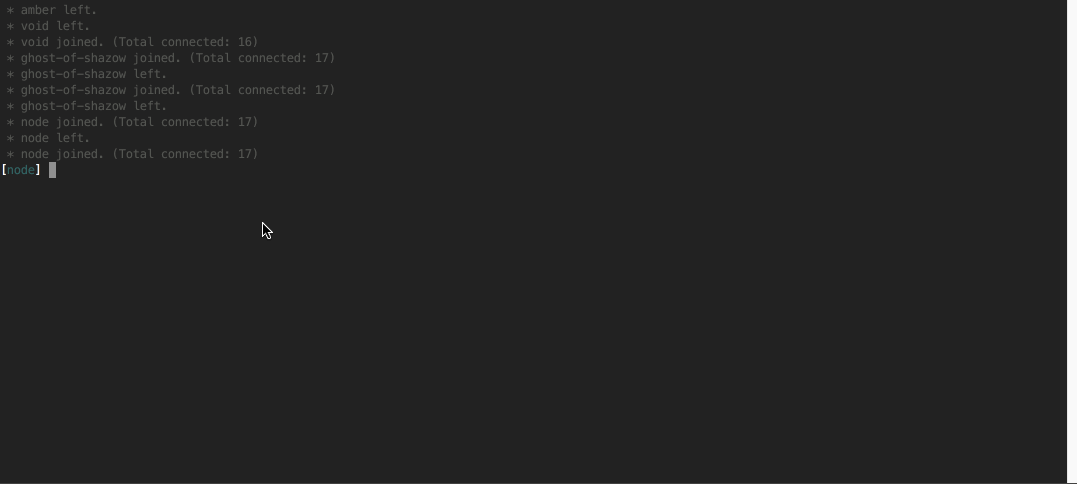 * amber left.
* void left.
* void joined. (Total connected: 16)
* ghost-of-shazow joined. (Total connected: 17)
* ghost-of-shazow left.
* ghost-of-shazow joined. (Total connected: 17)
* ghost-of-shazow left.
* node joined. (Total connected: 17)
* node left.
* node joined. (Total connected: 17)
[node]